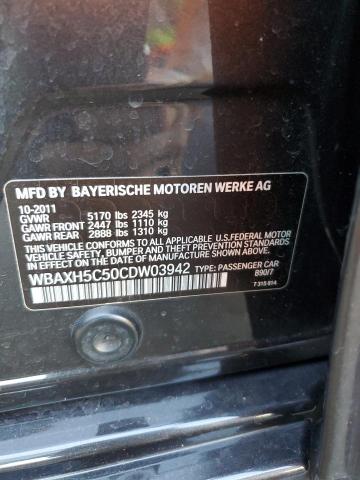 MFD BY BAYERISCHE MOTOREN WERKE AG
10-2011
GVWR 5170 lbs 2345 kg
GAWR FRONT 2447 lbs 1110 kg
GAWR REAR 2888 lbs 1310 kg
THIS VEHICLE CONFORMS TO ALL APPLICABLE U.S. FEDERAL MOTOR
VEHICLE SAFETY, BUMPER AND THEFT PREVENTION STANDARDS
IN EFFECT ON THE DATE OF MANUFACTURE SHOWN ABOVE.
WBAXH5C50CDW03942 TYPE: PASSENGER CAR
B90/7
7 315 814